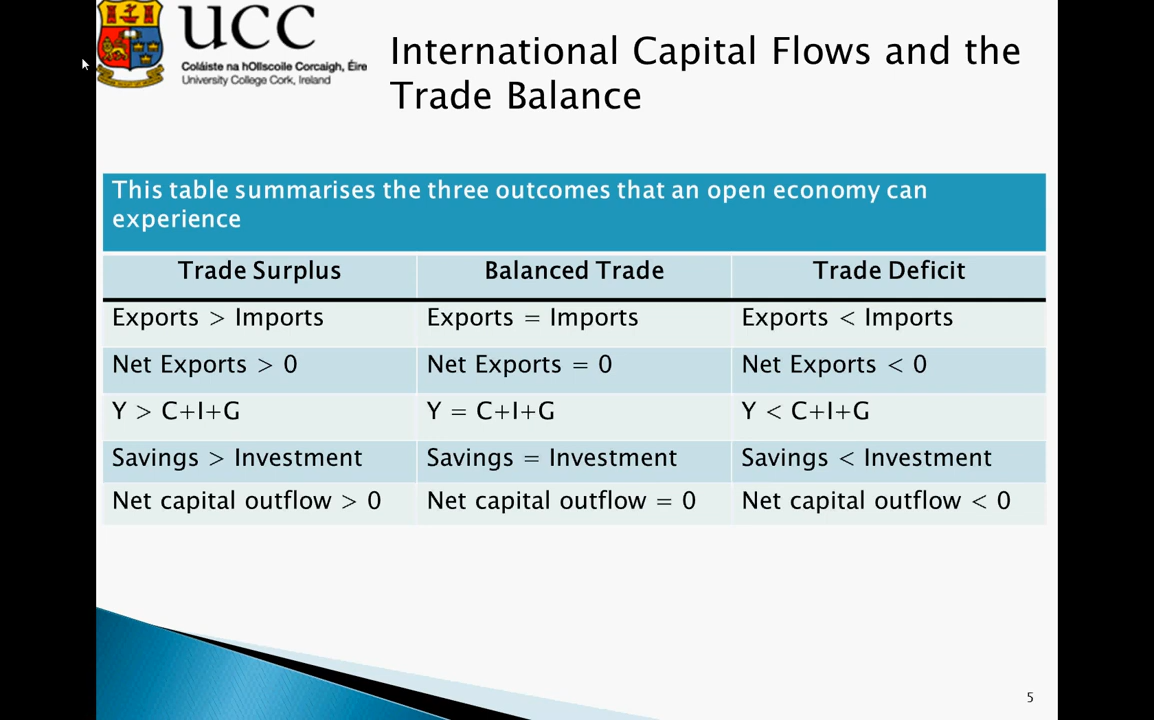 UCC
Coláiste na hOllscoile Corcaigh, Éire
University College Cork, Ireland
International Capital Flows and the
Trade Balance
This table summarises the three outcomes that an open economy can
experience
Trade Surplus Balanced Trade Trade Deficit
Exports > Imports Exports = Imports Exports < Imports
Net Exports > 0 Net Exports = 0 Net Exports < 0
Y > C+I+G Y = C+I+G Y < C+I+G
Savings > Investment Savings = Investment Savings < Investment
Net capital outflow > 0 Net capital outflow = 0 Net capital outflow < 0
5